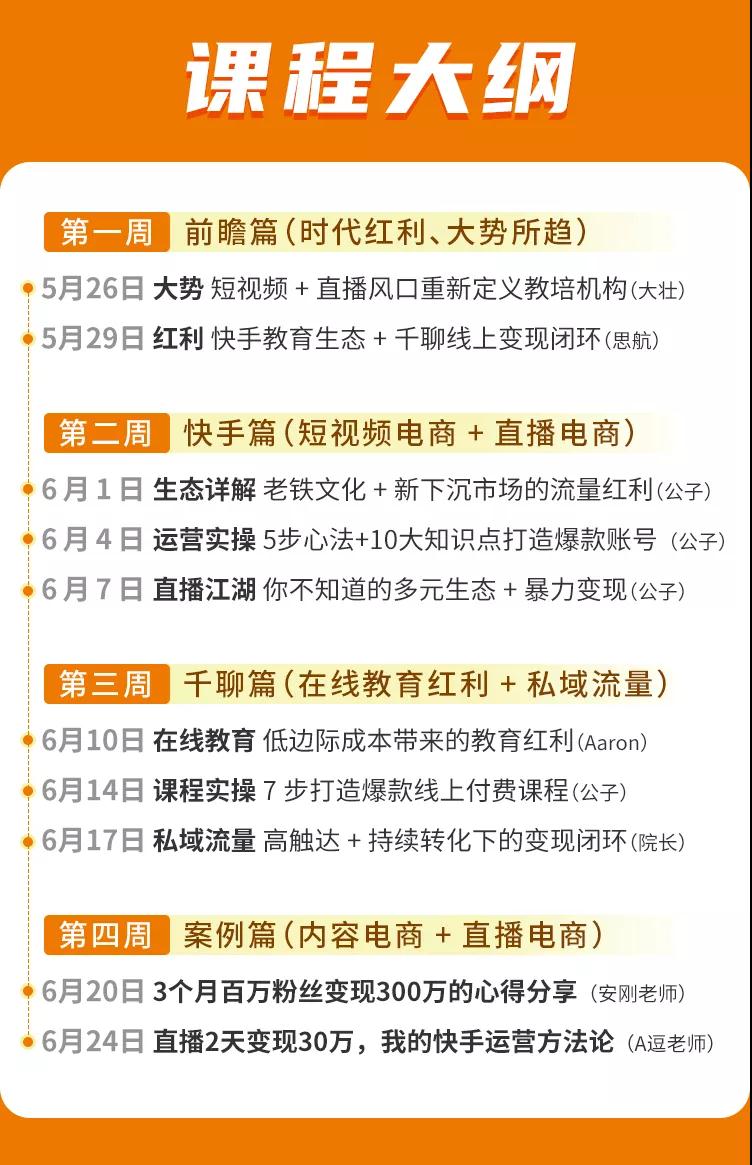 课程大纲
第一周 前瞻篇（时代红利、大势所趋）
5月26日 大势 短视频 + 直播风口重新定义教培机构（大壮）
5月29日 红利 快手教育生态 + 千聊线上变现闭环（思航）
第二周 快手篇（短视频电商 + 直播电商）
6月1日 生态详解 老铁文化 + 新下沉市场的流量红利（公子）
6月4日 运营实操 5步心法+10大知识点打造爆款账号（公子）
6月7日 直播江湖 你不知道的多元生态 + 暴力变现（公子）
第三周 千聊篇（在线教育红利 + 私域流量）
6月10日 在线教育 低边际成本带来的教育红利（Aaron）
6月14日 课程实操 7 步打造爆款线上付费课程（公子）
6月17日 私域流量 高触达 + 持续转化下的变现闭环（院长）
第四周 案例篇（内容电商 + 直播电商）
6月20日 3个月百万粉丝变现300万的心得分享（安刚老师）
6月24日 直播2天变现30万，我的快手运营方法论（A逗老师）